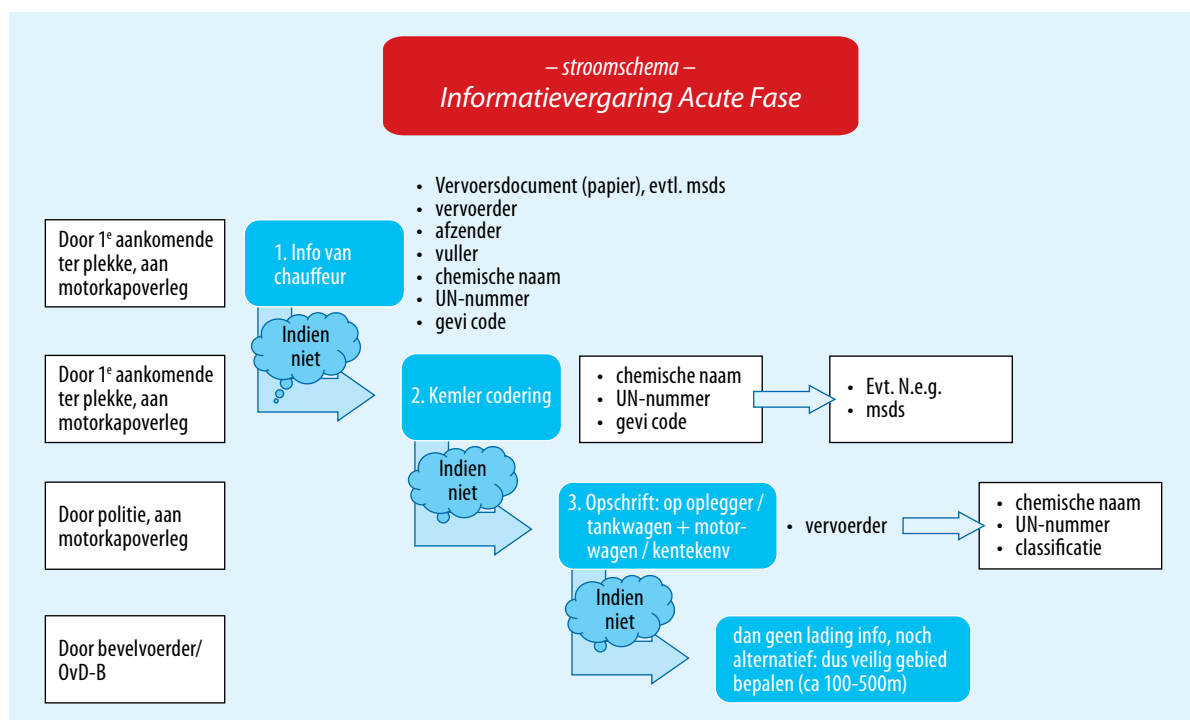 – stroomschema –
Informatievergaring Acute Fase
Door 1e aankomende
ter plekke, aan
motorkapoverleg
1. Info van
chauffeur
• Vervoersdocument (papier), evtl. msds
• vervoerder
• afzender
• vuller
• chemische naam
• UN-nummer
• gevi code
Indien
niet
Door 1e aankomende
ter plekke, aan
motorkapoverleg
2. Kemler codering
• chemische naam
• UN-nummer
• gevi code
• Evt. N.e.g.
• msds
Indien
niet
Door politie, aan
motorkapoverleg
3. Opschrift: op oplegger /
tankwagen + motor-
wagen / kentekenv
• vervoerder
• chemische naam
• UN-nummer
• classificatie
Indien
niet
Door bevelvoerder/
OvD-B
dan geen lading info, noch
alternatief: dus veilig gebied
bepalen (ca 100-500m)